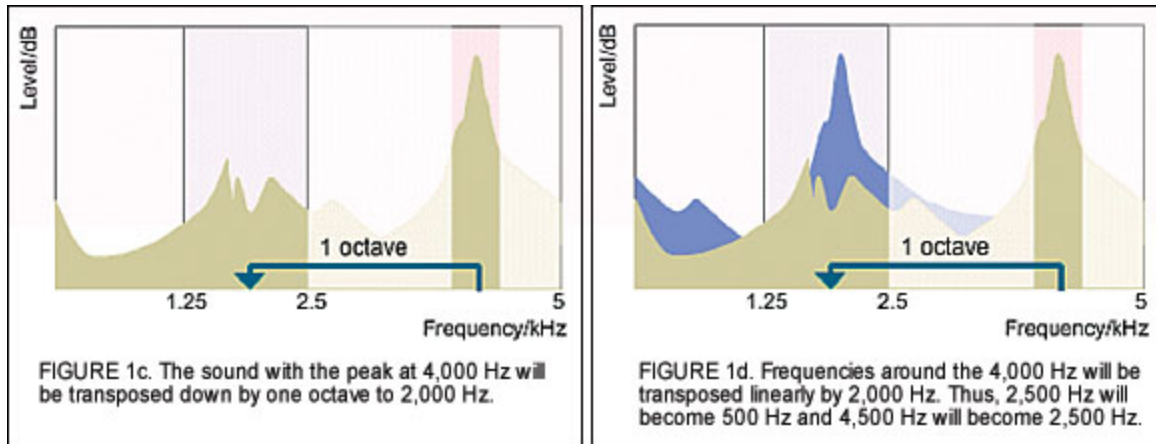 Level/dB
1 octave
1.25
2.5
5
Frequency/kHz
FIGURE 1c. The sound with the peak at 4,000 Hz will
be transposed down by one octave to 2,000 Hz.
Level/dB
1 octave
1.25
2.5
5
Frequency/kHz
FIGURE 1d. Frequencies around the 4,000 Hz will be
transposed linearly by 2,000 Hz. Thus, 2,500 Hz will
become 500 Hz and 4,500 Hz will become 2,500 Hz.